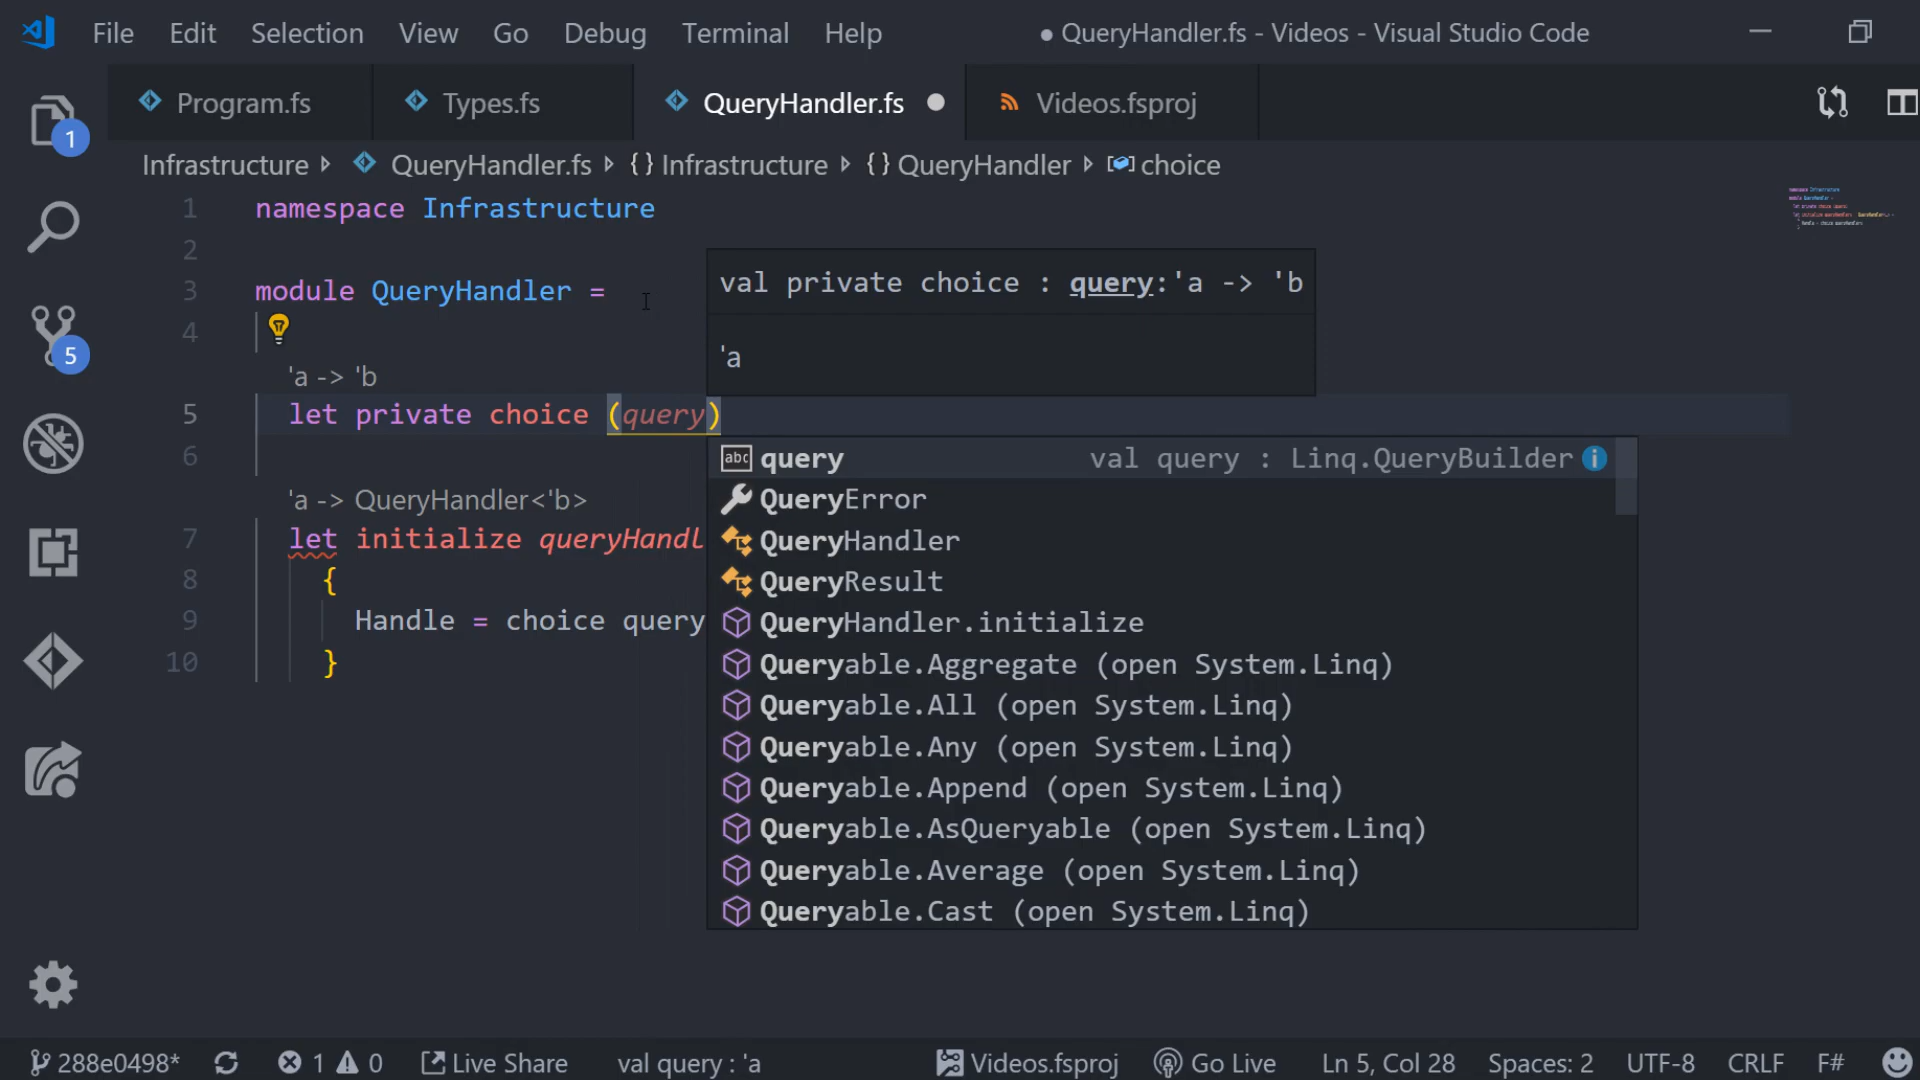 File Edit Selection View Go Debug Terminal Help ● QueryHandler.fs - Videos - Visual Studio Code
Program.fs Types.fs QueryHandler.fs Videos.fsproj
1
Infrastructure QueryHandler.fs {} Infrastructure {} QueryHandler choice
1 namespace Infrastructure
2
3 module QueryHandler =
val private choice : query:'a -> 'b
4
5
'a
'a -> 'b
5 let private choice (query)
6
query val query : Linq.QueryBuilder
QueryError
'a -> QueryHandler<'b>
7 let initialize queryHandl
QueryHandler
8 {
QueryResult
9 Handle = choice query
QueryHandler.initialize
10 }
Queryable.Aggregate (open System.Linq)
Queryable.All (open System.Linq)
Queryable.Any (open System.Linq)
Queryable.Append (open System.Linq)
Queryable.AsQueryable (open System.Linq)
Queryable.Average (open System.Linq)
Queryable.Cast (open System.Linq)
288e0498* 1 0 Live Share val query : 'a Videos.fsproj Go Live Ln 5, Col 28 Spaces: 2 UTF-8 CRLF F#